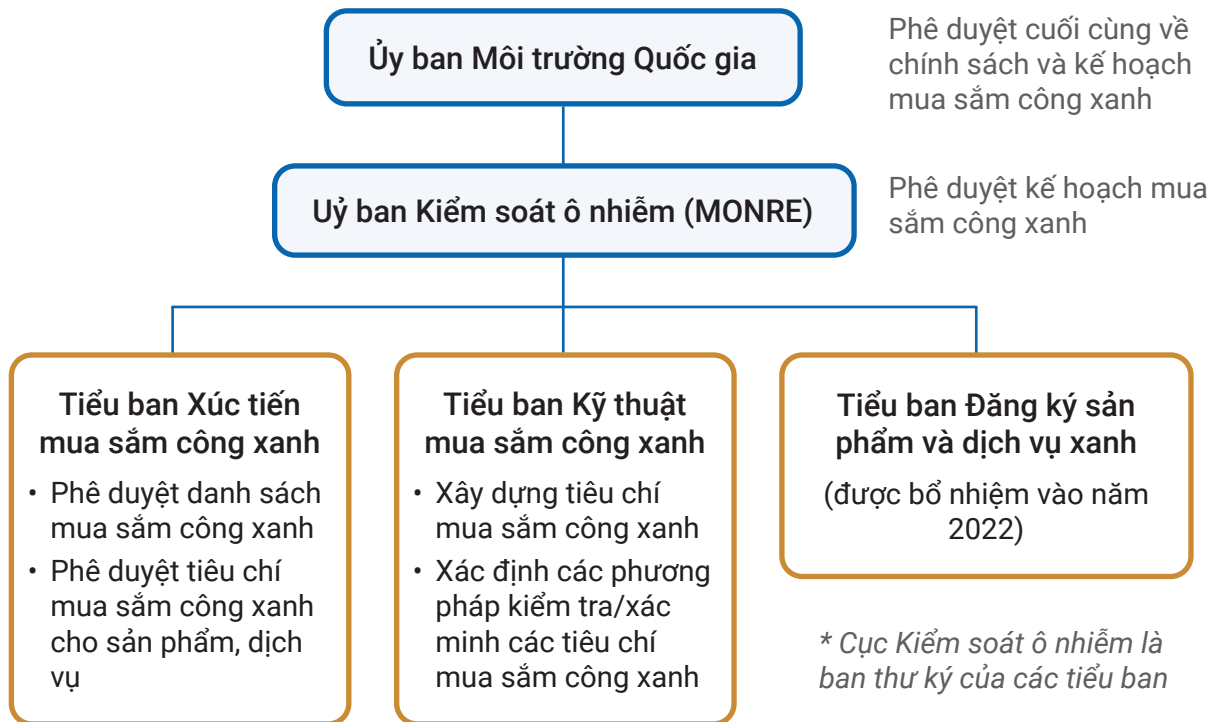 Ủy ban Môi trường Quốc gia
Phê duyệt cuối cùng về
chính sách và kế hoạch
mua sắm công xanh
Uỷ ban Kiểm soát ô nhiễm (MONRE)
Phê duyệt kế hoạch mua
sắm công xanh
Tiểu ban Xúc tiến
mua sắm công xanh
• Phê duyệt danh sách
mua sắm công xanh
• Phê duyệt tiêu chí
mua sắm công xanh
cho sản phẩm, dịch
vụ
Tiểu ban Kỹ thuật
mua sắm công xanh
• Xây dựng tiêu chí
mua sắm công xanh
• Xác định các phương
pháp kiểm tra/xác
minh các tiêu chí
mua sắm công xanh
Tiểu ban Đăng ký sản
phẩm và dịch vụ xanh
(được bổ nhiệm vào năm
2022)
* Cục Kiểm soát ô nhiễm là
ban thư ký của các tiểu ban